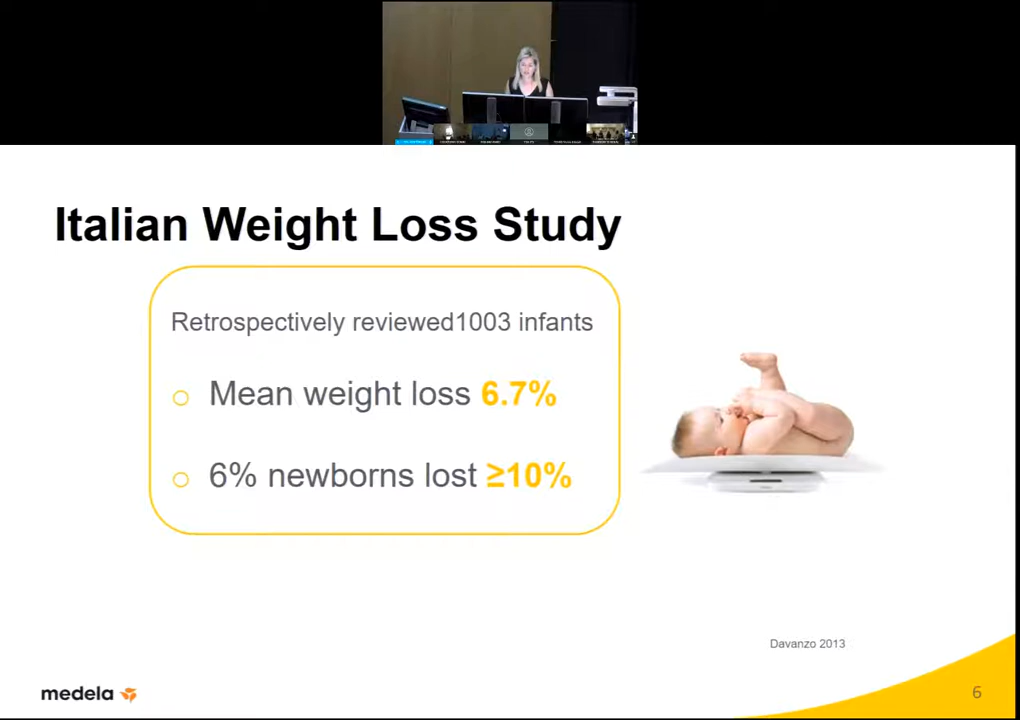 Italian Weight Loss Study
Retrospectively reviewed1003 infants
o Mean weight loss 6.7%
o 6% newborns lost ≥10%
Davanzo 2013
medela
6